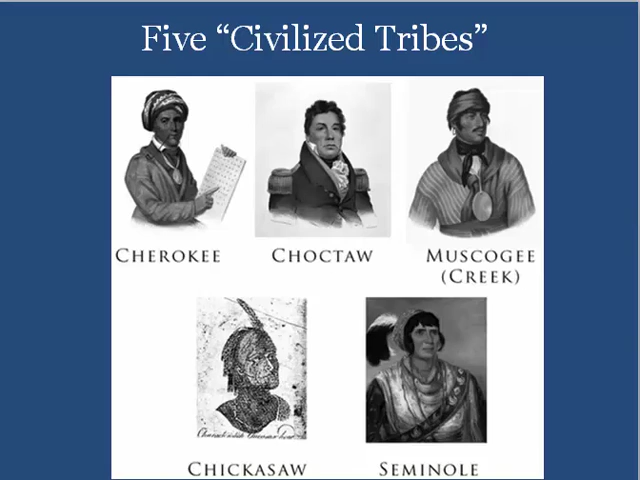 Five “Civilized Tribes”
CHEROKEE
CHOCTAW
MUSCOGEE
(CREEK)
CHICKASAW
SEMINOLE